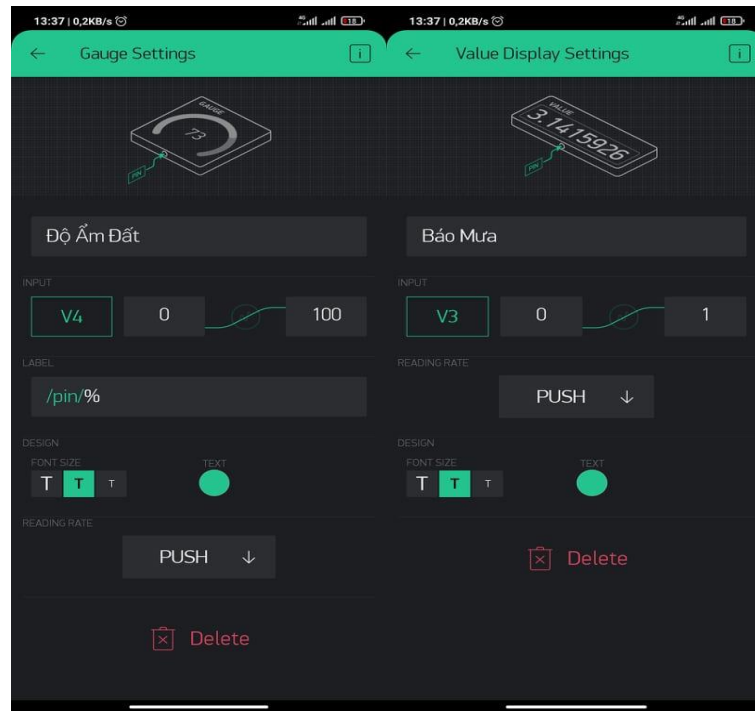 13:37 | 0,2KB/s
4G
18
Gauge Settings
i
GAUGE
73
PIN
Độ Ẩm Đất
INPUT
V4
0
100
LABEL
/pin/%
DESIGN
FONT SIZE
TEXT
T T T
READING RATE
PUSH
Delete
13:37 | 0,2KB/s
4G
18
Value Display Settings
i
VALUE
3.1415926
PIN
Báo Mưa
INPUT
V3
0
1
READING RATE
PUSH
DESIGN
FONT SIZE
TEXT
T T T
Delete